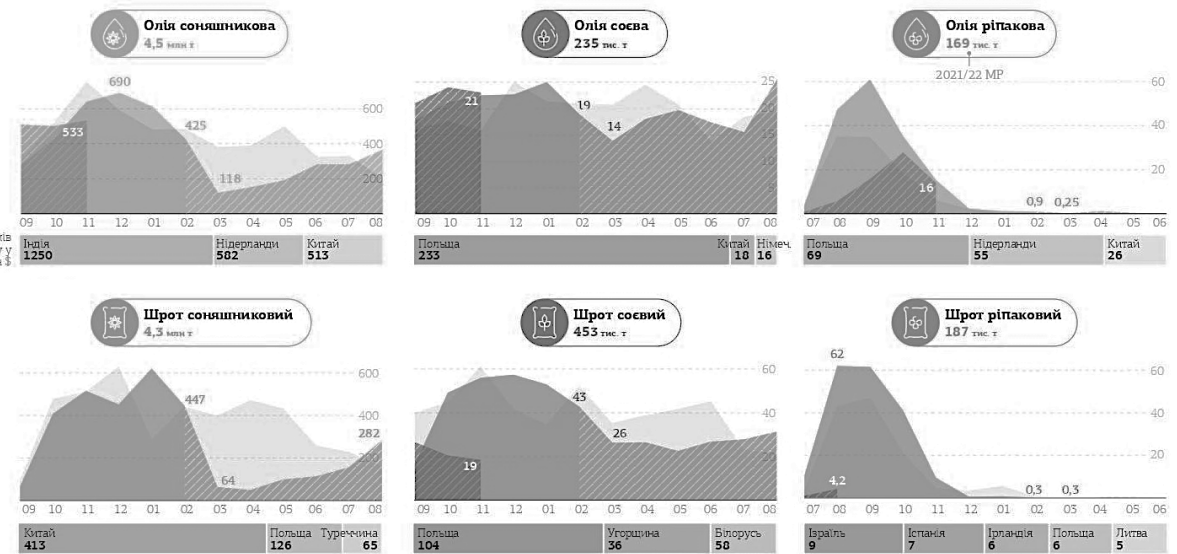 Олія соняшникова
4,5 млн т
Олія соєва
235 тис. т
Олія ріпакова
169 тис. т
2021/22 МР
690
600
533
425
400
118
200
09 10 11 12 01 02 03 04 05 06 07 08
Індія
1250
Нідерланди
582
Китай
513
25
21
19
20
15
14
10
5
09 10 11 12 01 02 03 04 05 06 07 08
Польща
233
Китай
18
Німеч.
16
60
40
20
16
0,9 0,25
07 08 09 10 11 12 01 02 03 04 05 06
Польща
69
Нідерланди
55
Китай
26
Шрот соняшниковий
4,3 млн т
Шрот соєвий
453 тис. т
Шрот ріпаковий
187 тис. т
600
447
400
282
200
64
09 10 11 12 01 02 03 04 05 06 07 08
Китай
413
Польща
126
Туреччина
65
60
43
40
26
20
19
09 10 11 12 01 02 03 04 05 06 07 08
Польща
104
Угорщина
36
Білорусь
58
62
60
40
20
4,2
0,3 0,3
07 08 09 10 11 12 01 02 03 04 05 06
Ізраїль
9
Іспанія
7
Ірландія
6
Польща
6
Литва
5